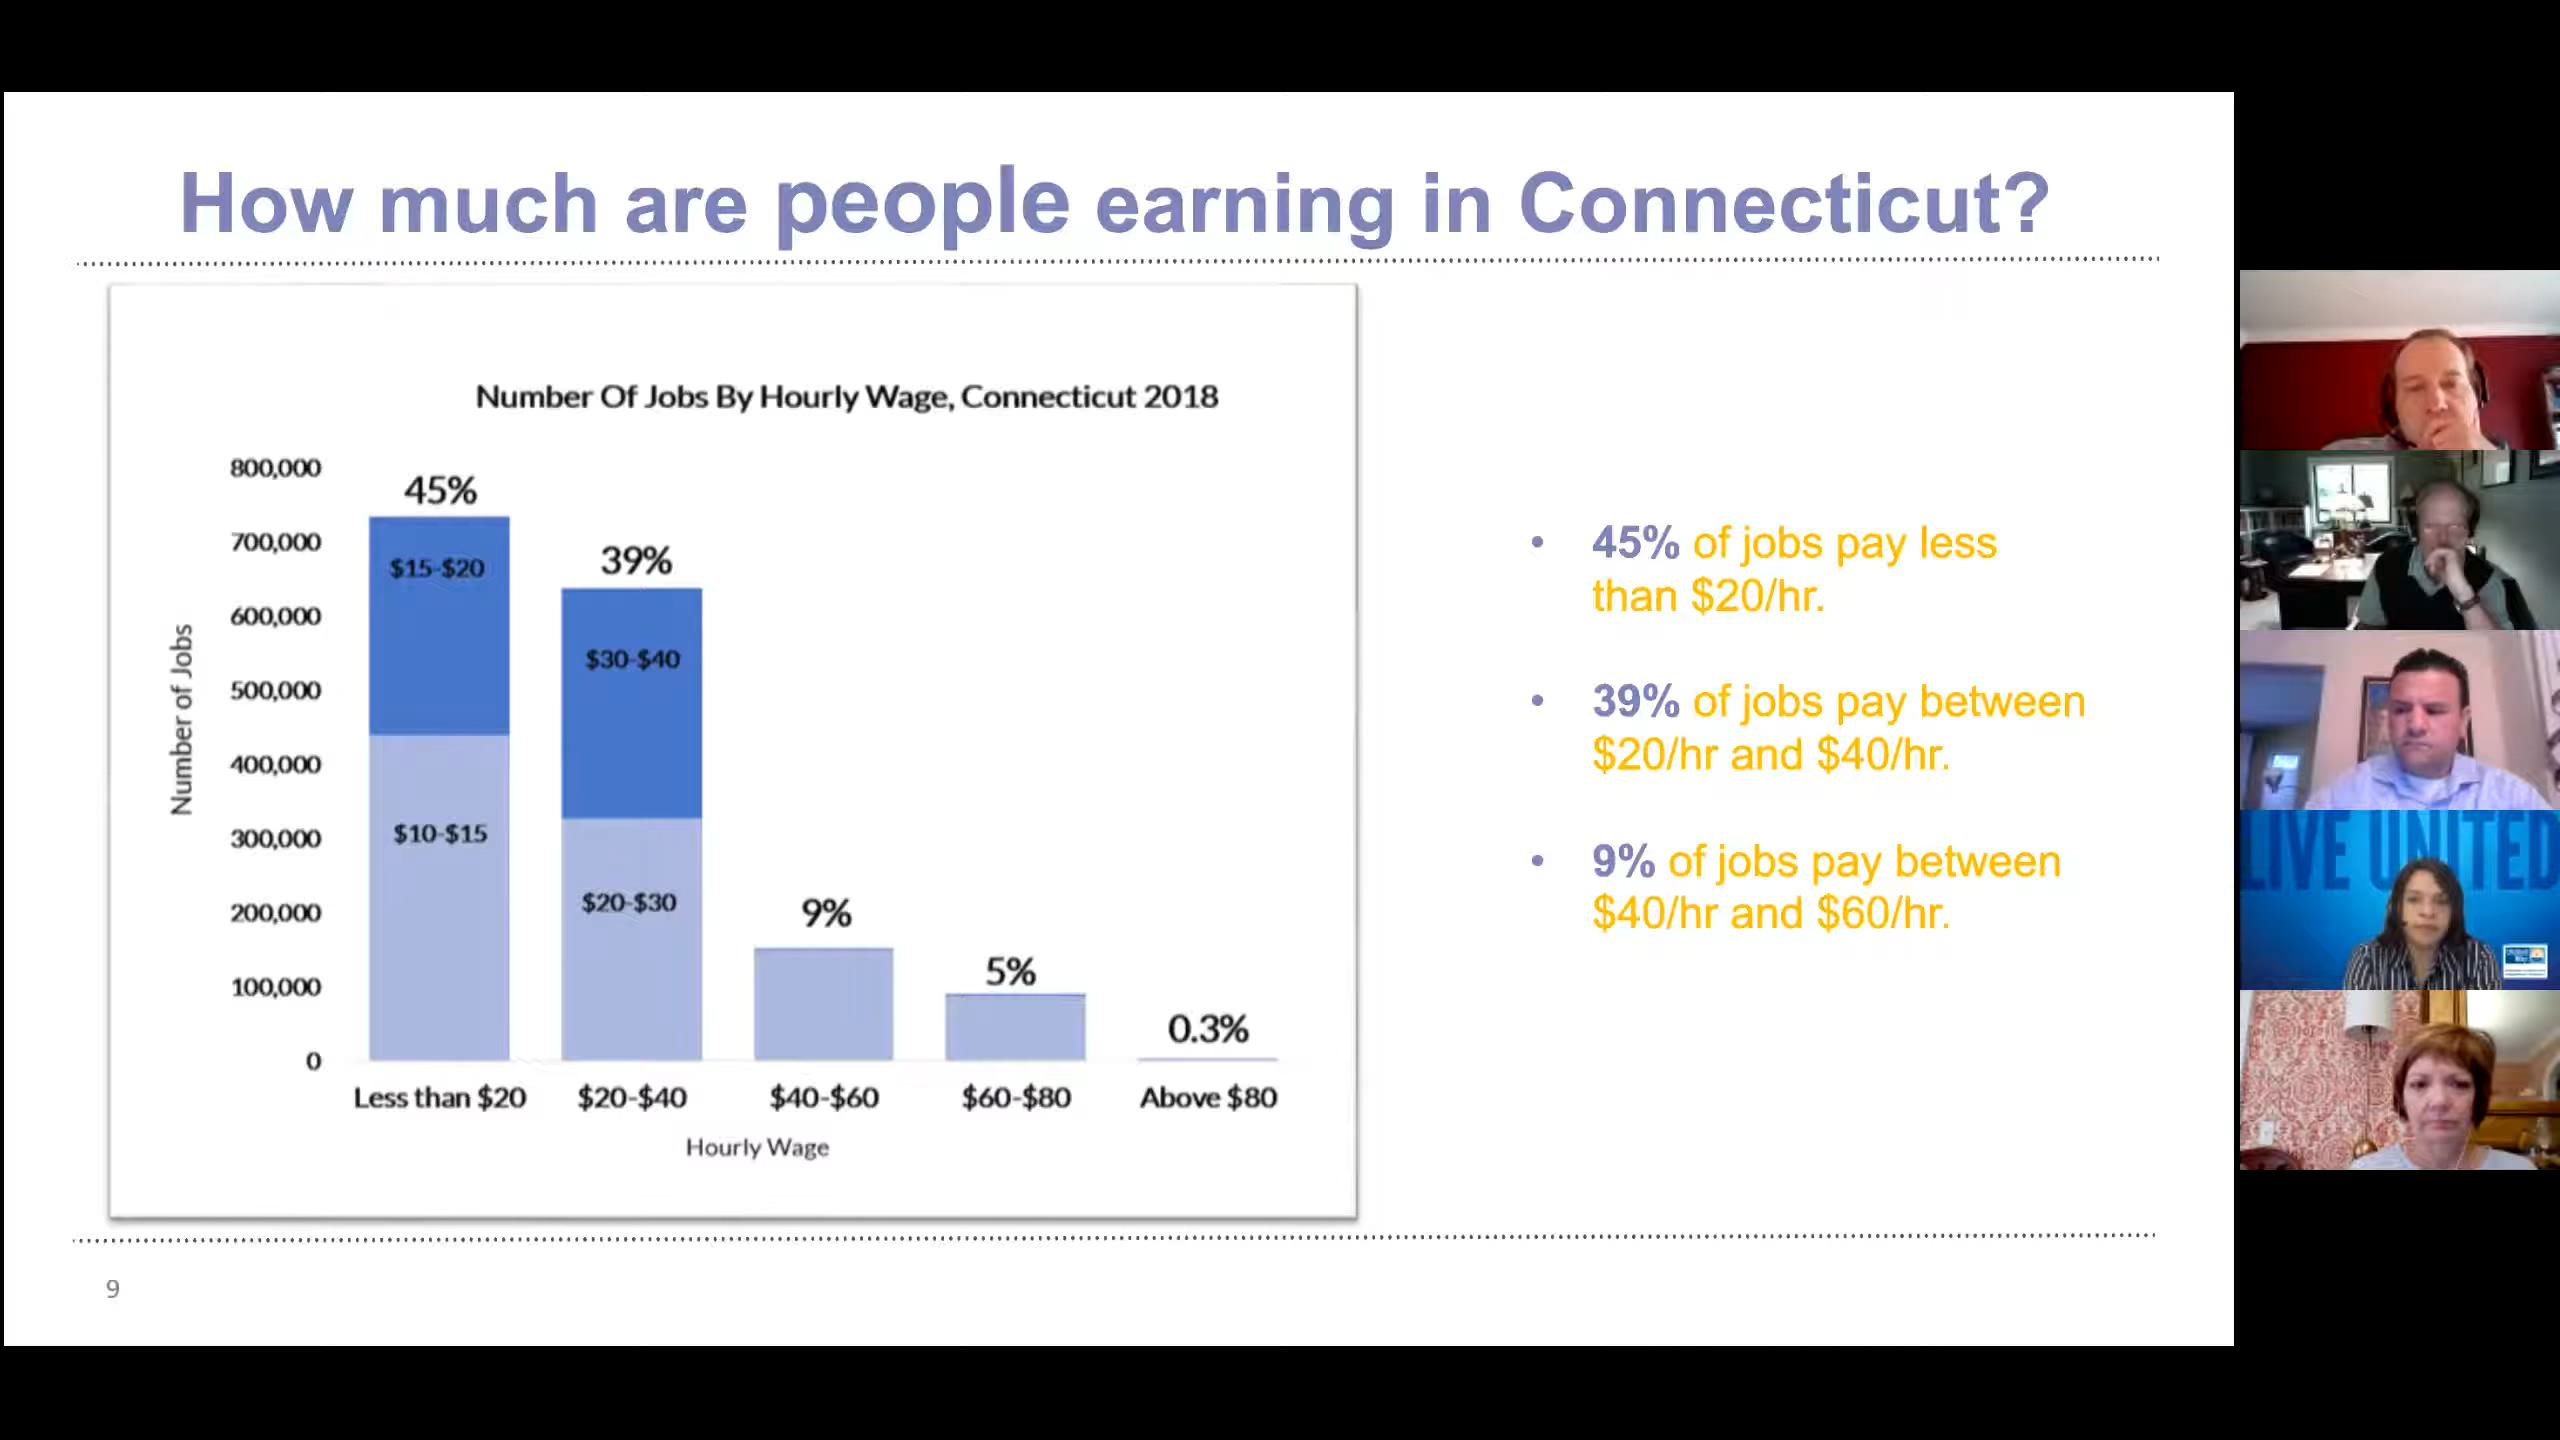 How much are people earning in Connecticut?
Number Of Jobs By Hourly Wage, Connecticut 2018
Number of Jobs
800,000
700,000
600,000
500,000
400,000
300,000
200,000
100,000
0
45%
$15-$20
$10-$15
39%
$30-$40
$20-$30
9%
5%
0.3%
Less than $20
$20-$40
$40-$60
$60-$80
Above $80
Hourly Wage
• 45% of jobs pay less
than $20/hr.
• 39% of jobs pay between
$20/hr and $40/hr.
• 9% of jobs pay between
$40/hr and $60/hr.
9
LIVE UNITED